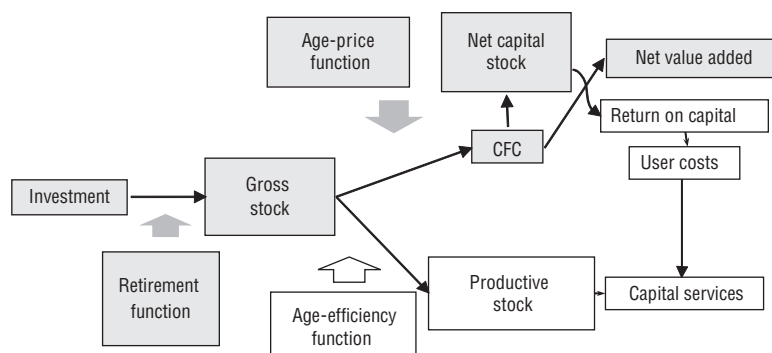 Age-price
function
Net capital
stock
Net value added
Return on capital
CFC
User costs
Investment
Gross
stock
Retirement
function
Age-efficiency
function
Productive
stock
Capital services